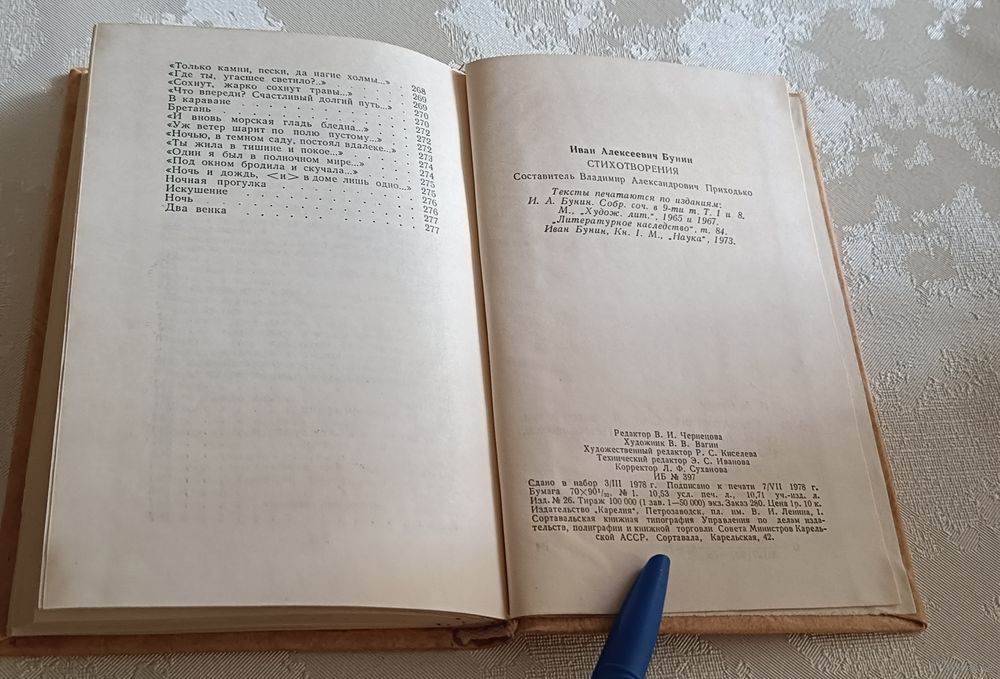 «Только камни, пески, да нагие холмы...» . 268
«Где ты, угасшее светило?..» . . . . 269
«Сохнут, жарко сохнут травы...» . . . 269
«Что впереди? Счастливый долгий путь...» . 270
В караване . . . . . . . . 270
Бретань . . . . . . . . 272
«И вновь морская гладь бледна...» . . . 272
«Уж ветер шарит по полю пустому...» . . 272
«Ночью, в темном саду, постоял вдалеке...» . 273
«Ты жила в тишине и покое...» . . . 274
«Один я был в полночном мире...» . . . 274
«Под окном бродила и скучала...» . . . 275
«Ночь и дождь, <и> в доме лишь одно...» . 275
Ночная прогулка . . . . . . . 276
Искушение . . . . . . . . 276
Ночь . . . . . . . . . 277
Два венка . . . . . . . . 277
Иван Алексеевич Бунин
СТИХОТВОРЕНИЯ
Составитель Владимир Александрович Приходько
Тексты печатаются по изданиям:
И. А. Бунин. Собр. соч. в 9-ти т. Т. 1 и 8.
М., „Худож. лит.", 1965 и 1967.
„Литературное наследство", т. 84.
Иван Бунин. Кн. I. М., „Наука", 1973.
Редактор В. И. Черненова
Художник В. В. Вагин
Художественный редактор Р. С. Киселева
Технический редактор Э. С. Иванова
Корректор Л. Ф. Суханова
ИБ № 397
Сдано в набор 3/III 1978 г. Подписано к печати 7/VII 1978 г.
Бумага 70×90¹/₃₂, № 1. 10,53 усл. печ. л., 10,71 уч.-изд. л.
Изд. № 26. Тираж 100 000 (1 зав. 1—50 000) экз. Заказ 280. Цена 1р. 10 к.
Издательство „Карелия", Петрозаводск, пл. им. В. И. Ленина, 1.
Сортавальская книжная типография Управления по делам изда-
тельств, полиграфии и книжной торговли Совета Министров Карель-
ской АССР. Сортавала, Карельская, 42.